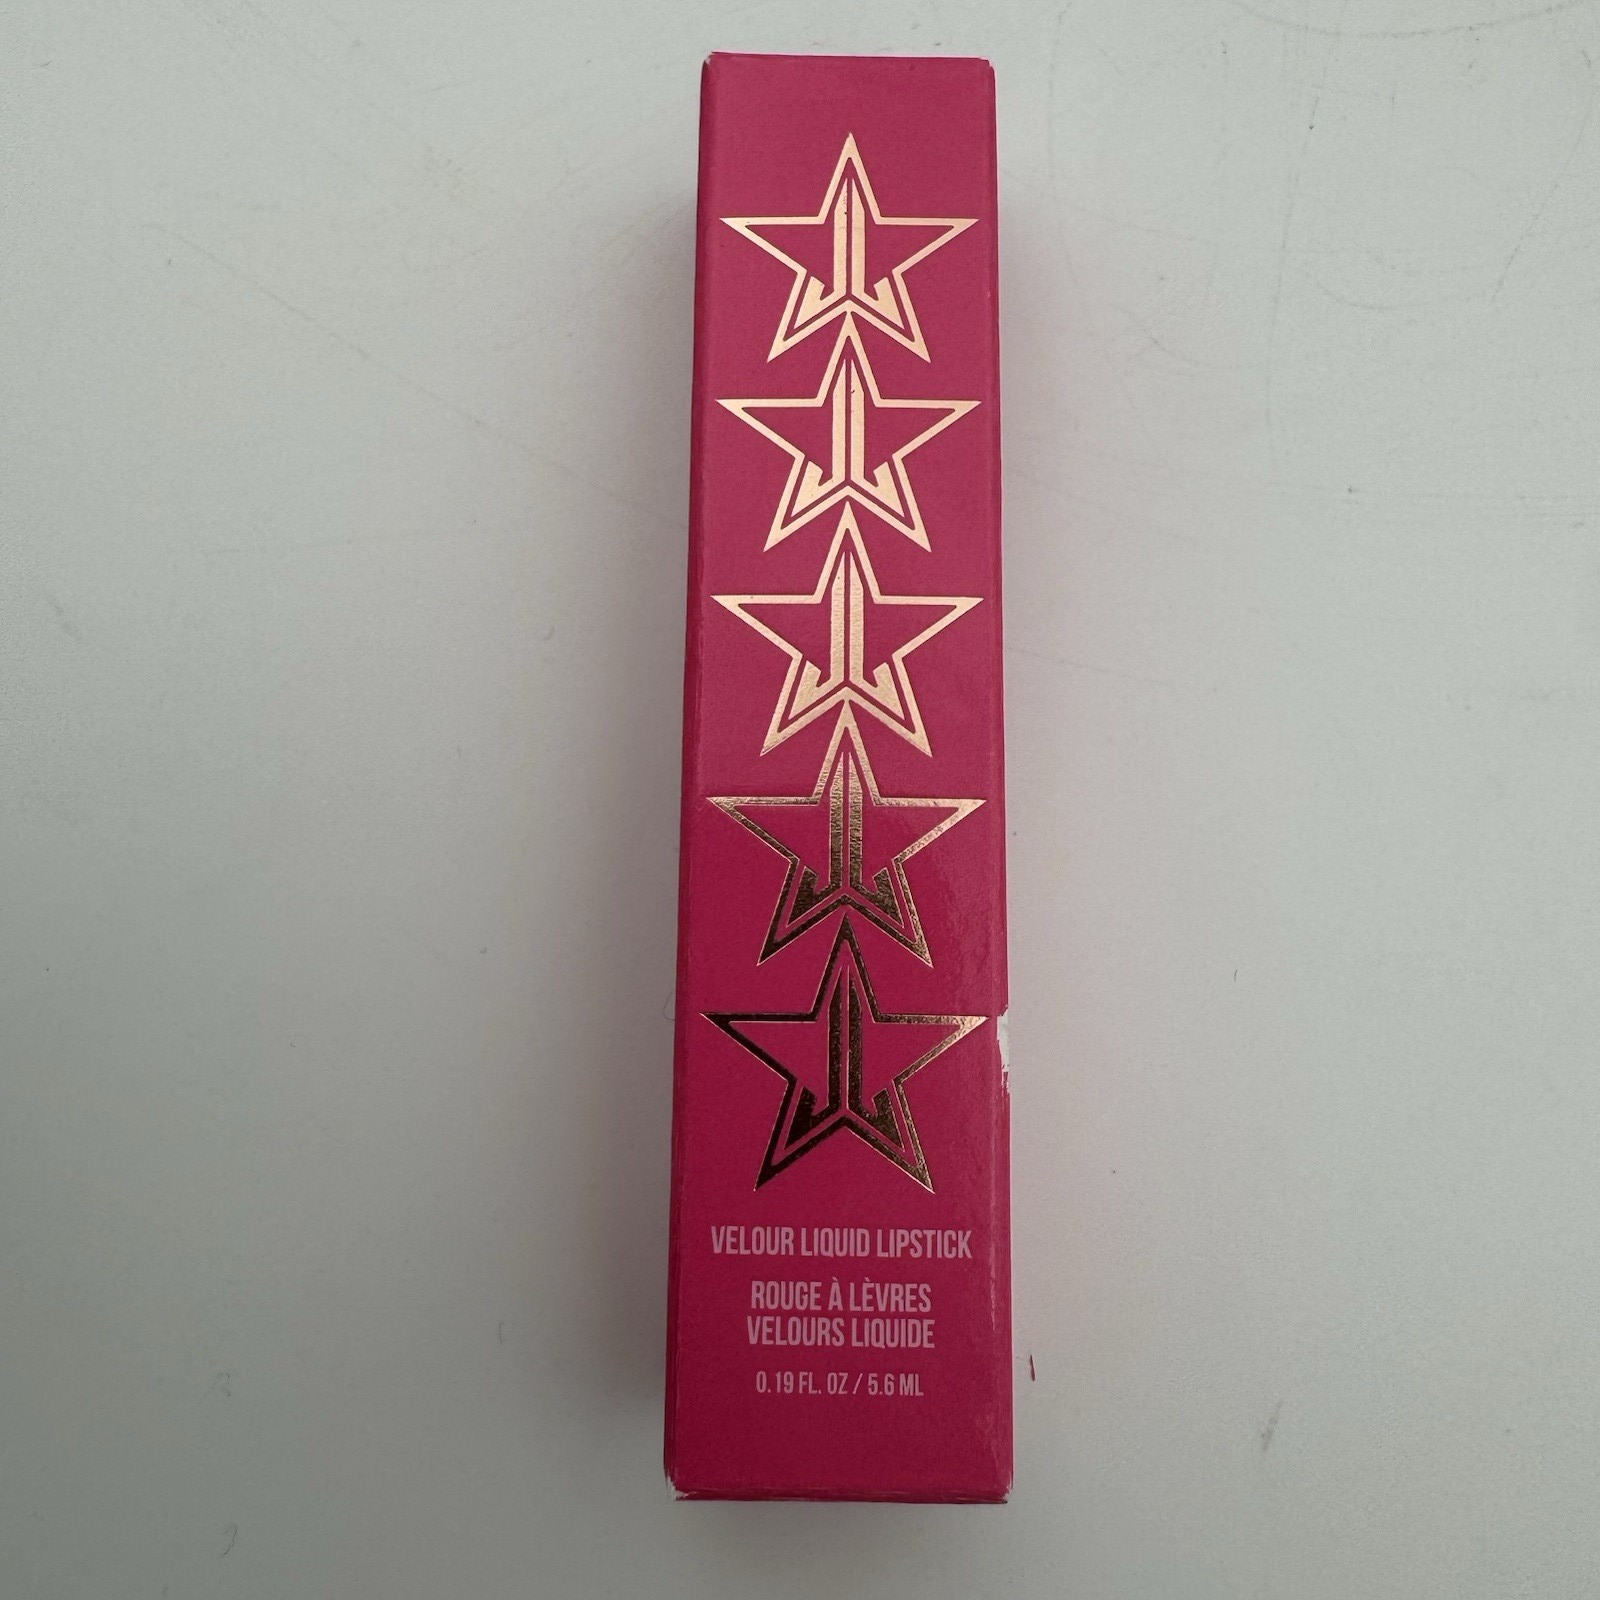 VELOUR LIQUID LIPSTICK
ROUGE À LÈVRES
VELOURS LIQUIDE
0.19 FL. OZ / 5.6 ML